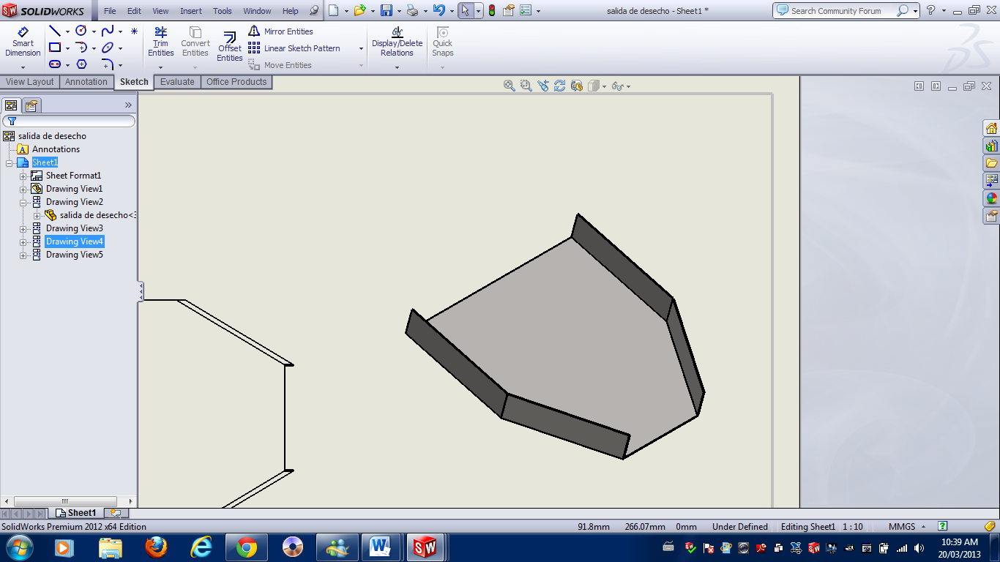 SW SOLIDWORKS File Edit View Insert Tools Window Help salida de desecho - Sheet1 * Search Community Forum ?
Smart Dimension
Trim Entities
Convert Entities
Offset Entities
Mirror Entities
Linear Sketch Pattern
Move Entities
Display/Delete Relations
Quick Snaps
View Layout Annotation Sketch Evaluate Office Products
salida de desecho
A Annotations
Sheet1
Sheet Format1
Drawing View1
Drawing View2
salida de desecho<3
Drawing View3
Drawing View4
Drawing View5
Sheet1
SolidWorks Premium 2012 x64 Edition 91.8mm 266.07mm 0mm Under Defined Editing Sheet1 1 : 10 MMGS ?
W SW SW 10:39 AM
20/03/2013